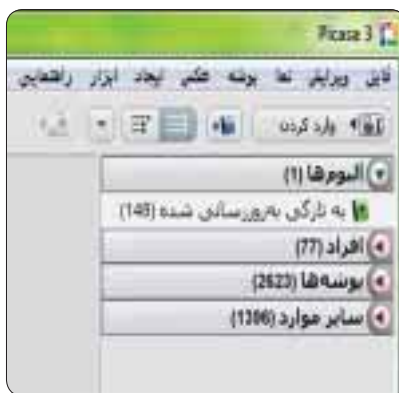 Picasa 3
فایل ویرایش نما پوشه عکس ایجاد ابزار راهنمایی
وارد کردن
آلبوم‌ها (1)
به تازگی به‌روزرسانی شده (148)
افراد (77)
پوشه‌ها (2623)
سایر موارد (1396)